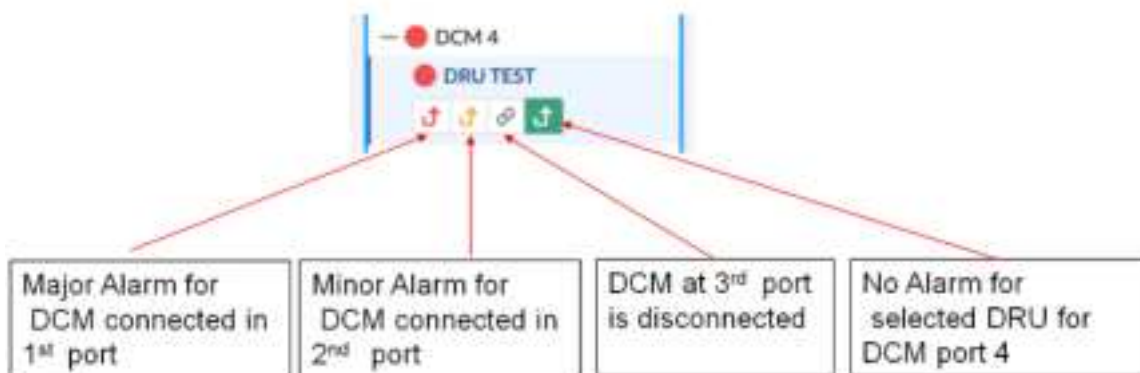 DCM 4
DRU TEST
Major Alarm for
DCM connected in
1st port
Minor Alarm for
DCM connected in
2nd port
DCM at 3rd port
is disconnected
No Alarm for
selected DRU for
DCM port 4